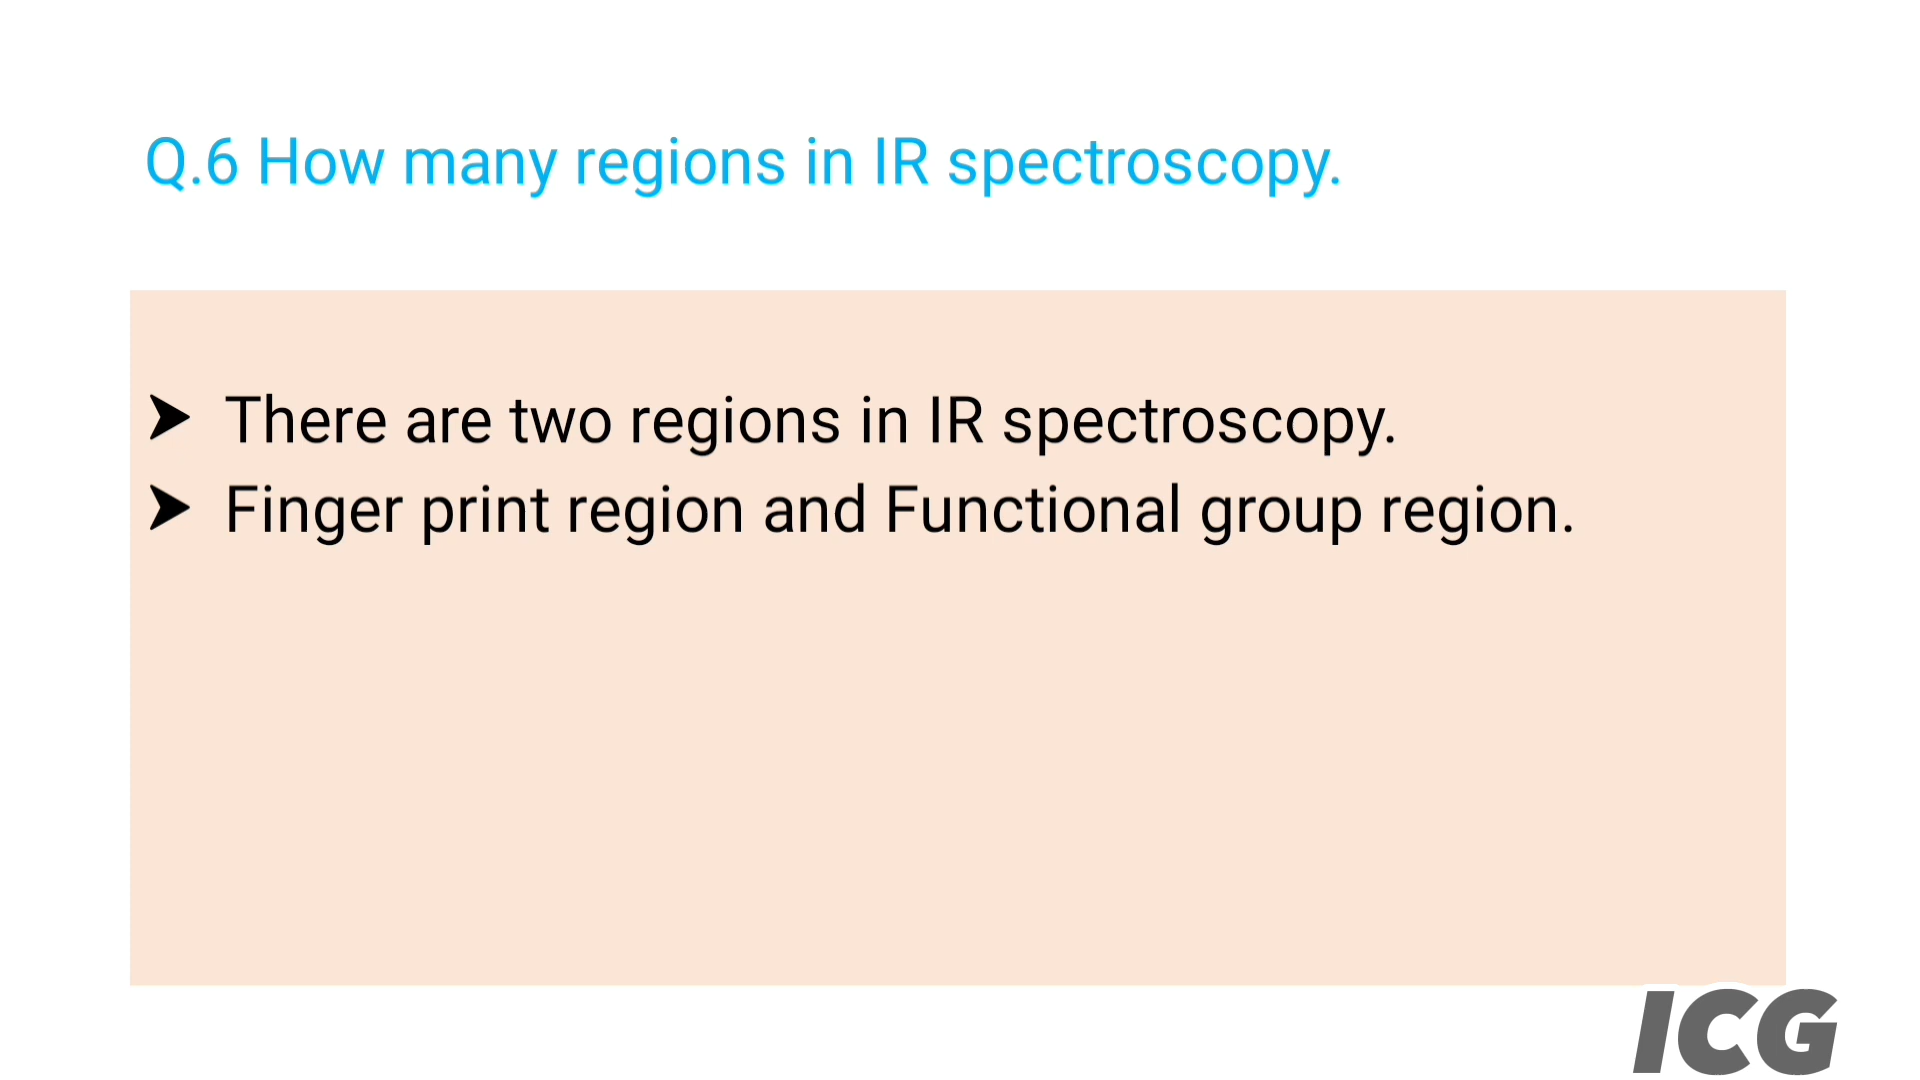 Q.6 How many regions in IR spectroscopy.
➤ There are two regions in IR spectroscopy.
➤ Finger print region and Functional group region.
ICG